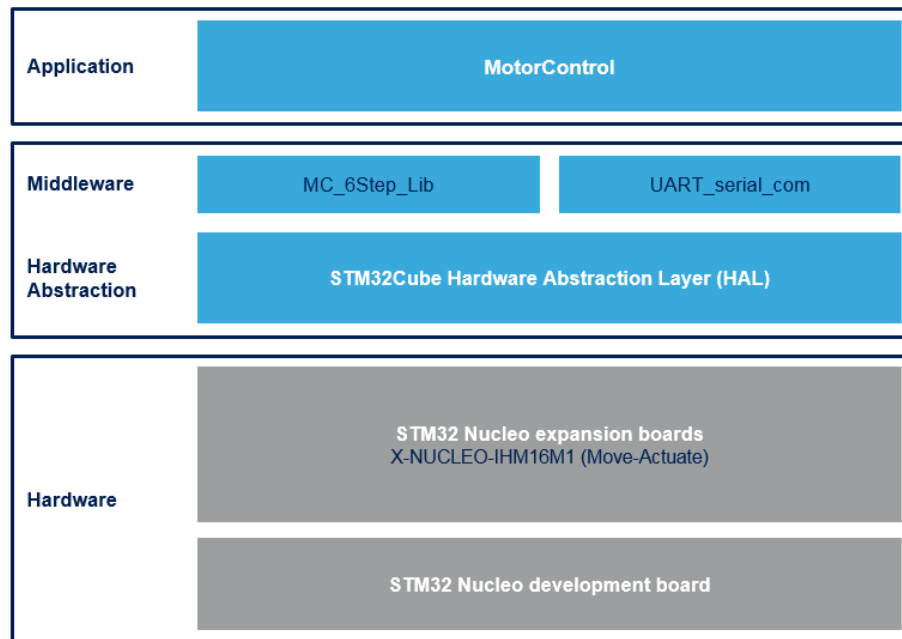 Application
MotorControl
Middleware
MC_6Step_Lib
UART_serial_com
Hardware
Abstraction
STM32Cube Hardware Abstraction Layer (HAL)
Hardware
STM32 Nucleo expansion boards
X-NUCLEO-IHM16M1 (Move-Actuate)
STM32 Nucleo development board